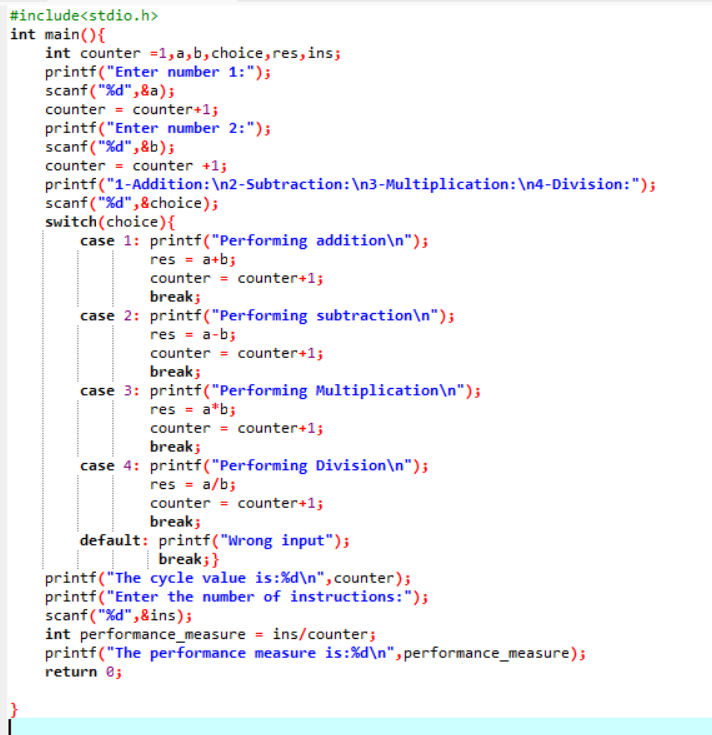 #include<stdio.h>
int main(){
    int counter =1,a,b,choice,res,ins;
    printf("Enter number 1:");
    scanf("%d",&a);
    counter = counter+1;
    printf("Enter number 2:");
    scanf("%d",&b);
    counter = counter +1;
    printf("1-Addition:\n2-Subtraction:\n3-Multiplication:\n4-Division:");
    scanf("%d",&choice);
    switch(choice){
        case 1: printf("Performing addition\n");
                res = a+b;
                counter = counter+1;
                break;
        case 2: printf("Performing subtraction\n");
                res = a-b;
                counter = counter+1;
                break;
        case 3: printf("Performing Multiplication\n");
                res = a*b;
                counter = counter+1;
                break;
        case 4: printf("Performing Division\n");
                res = a/b;
                counter = counter+1;
                break;
        default: printf("Wrong input");
                 break;}
    printf("The cycle value is:%d\n",counter);
    printf("Enter the number of instructions:");
    scanf("%d",&ins);
    int performance_measure = ins/counter;
    printf("The performance measure is:%d\n",performance_measure);
    return 0;
}